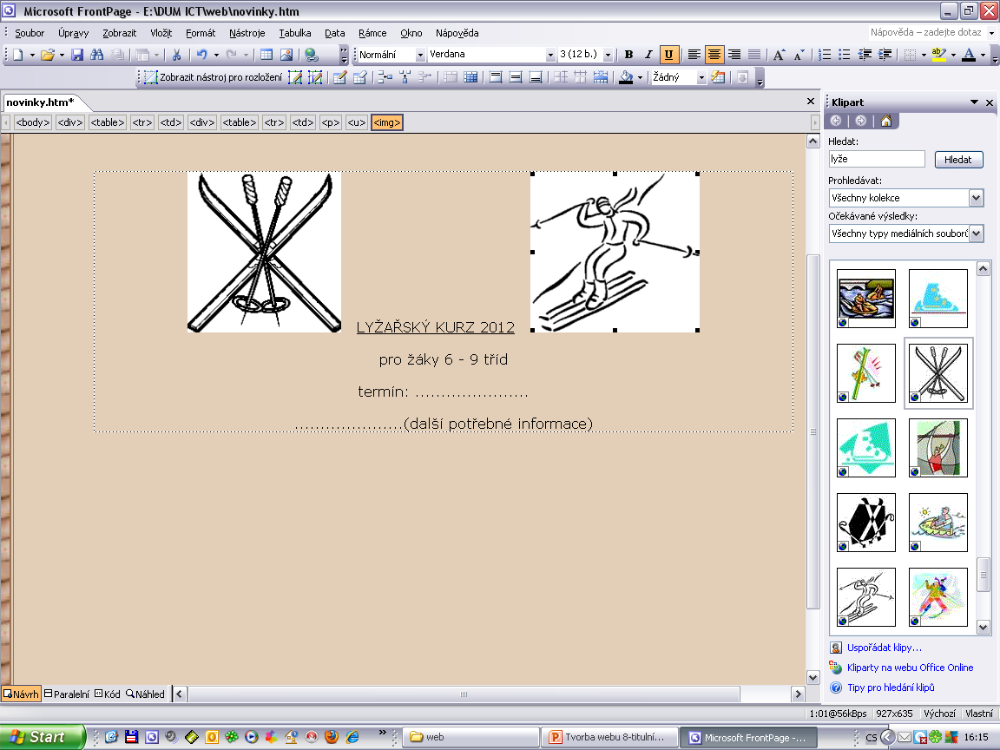 Microsoft FrontPage - E:\DUM ICT\web\novinky.htm
Soubor Úpravy Zobrazit Vložit Formát Nástroje Tabulka Data Rámce Okno Nápověda
Nápověda – zadejte dotaz
Normální Verdana 3 (12 b.) B I U
Zobrazit nástroj pro rozložení Žádný
novinky.htm*
<body> <div> <table> <tr> <td> <div> <table> <tr> <td> <p> <u> <img>
LYŽAŘSKÝ KURZ 2012
pro žáky 6 - 9 tříd
termín: ......................
.....................(další potřebné informace)
Klipart
Hledat:
lyže Hledat
Prohledávat:
Všechny kolekce
Očekávané výsledky:
Všechny typy mediálních souborů
Uspořádat klipy...
Kliparty na webu Office Online
Tipy pro hledání klipů
Návrh Paralelní Kód Náhled
1:01@56kBps 927x635 Výchozí Vlastní
Start web Tvorba webu 8-titulní... Microsoft FrontPage - ... CS 16:15